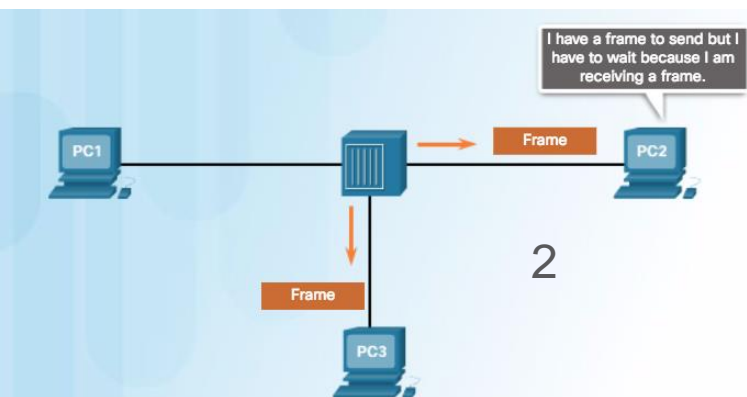 I have a frame to send but I
have to wait because I am
receiving a frame.
PC1
Frame
PC2
2
Frame
PC3